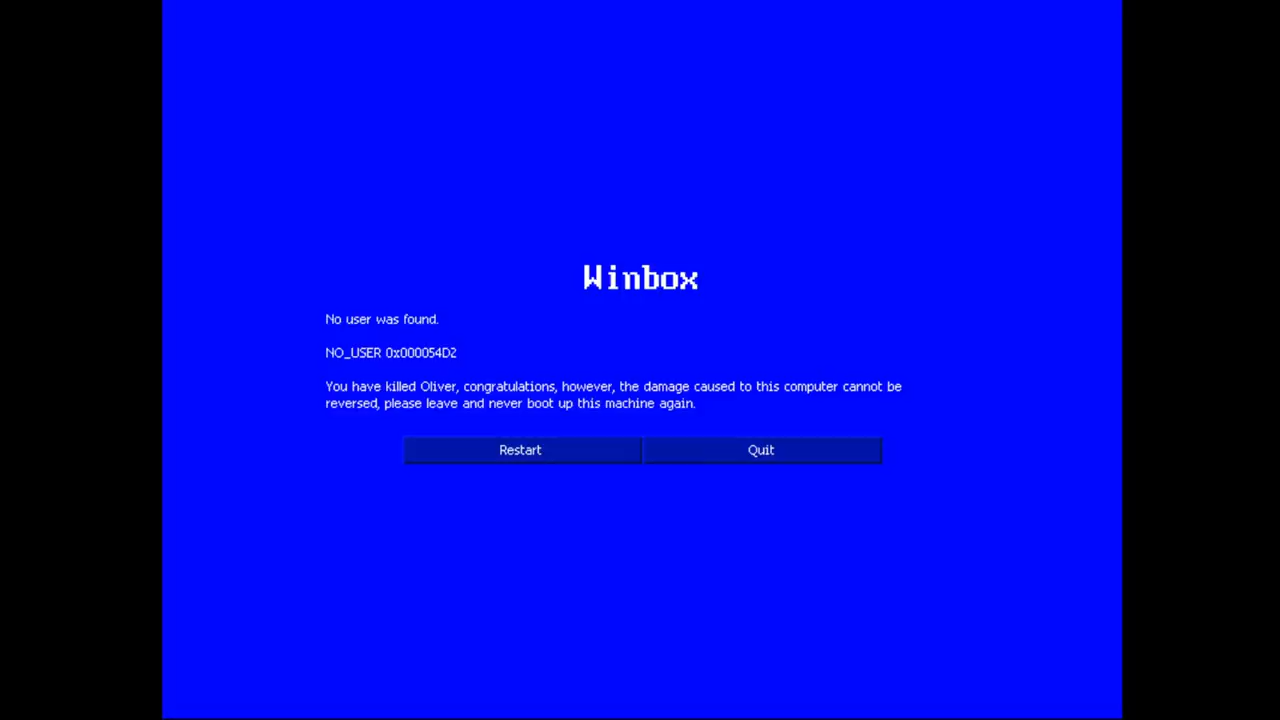 Winbox
No user was found.
NO_USER 0x000054D2
You have killed Oliver, congratulations, however, the damage caused to this computer cannot be
reversed, please leave and never boot up this machine again.
Restart
Quit